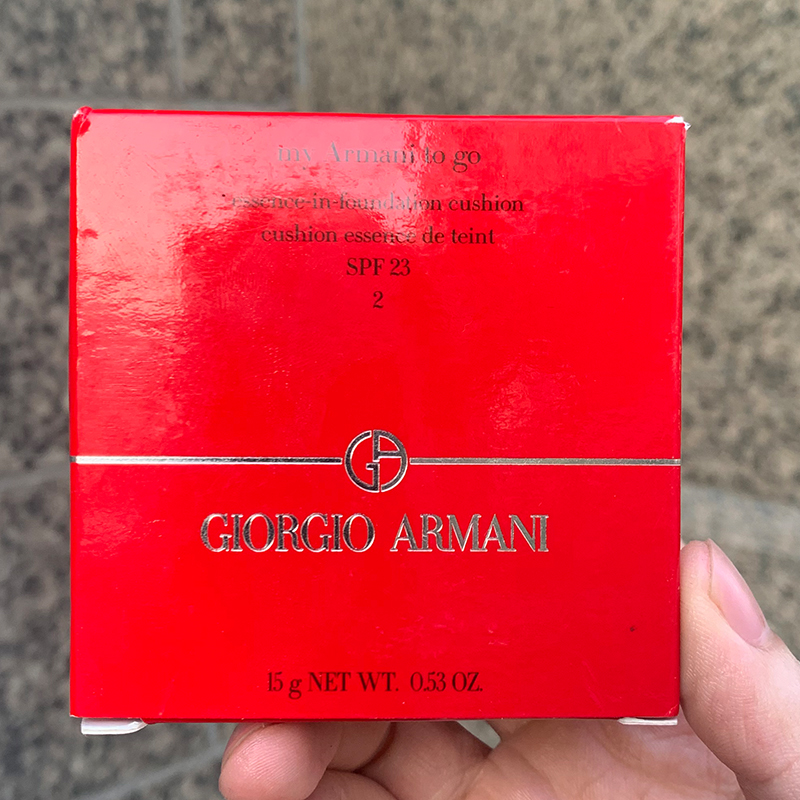 my Armani to go
essence-in-foundation cushion
cushion essence de teint
SPF 23
2
GA
GIORGIO ARMANI
15 g NET WT. 0.53 OZ.